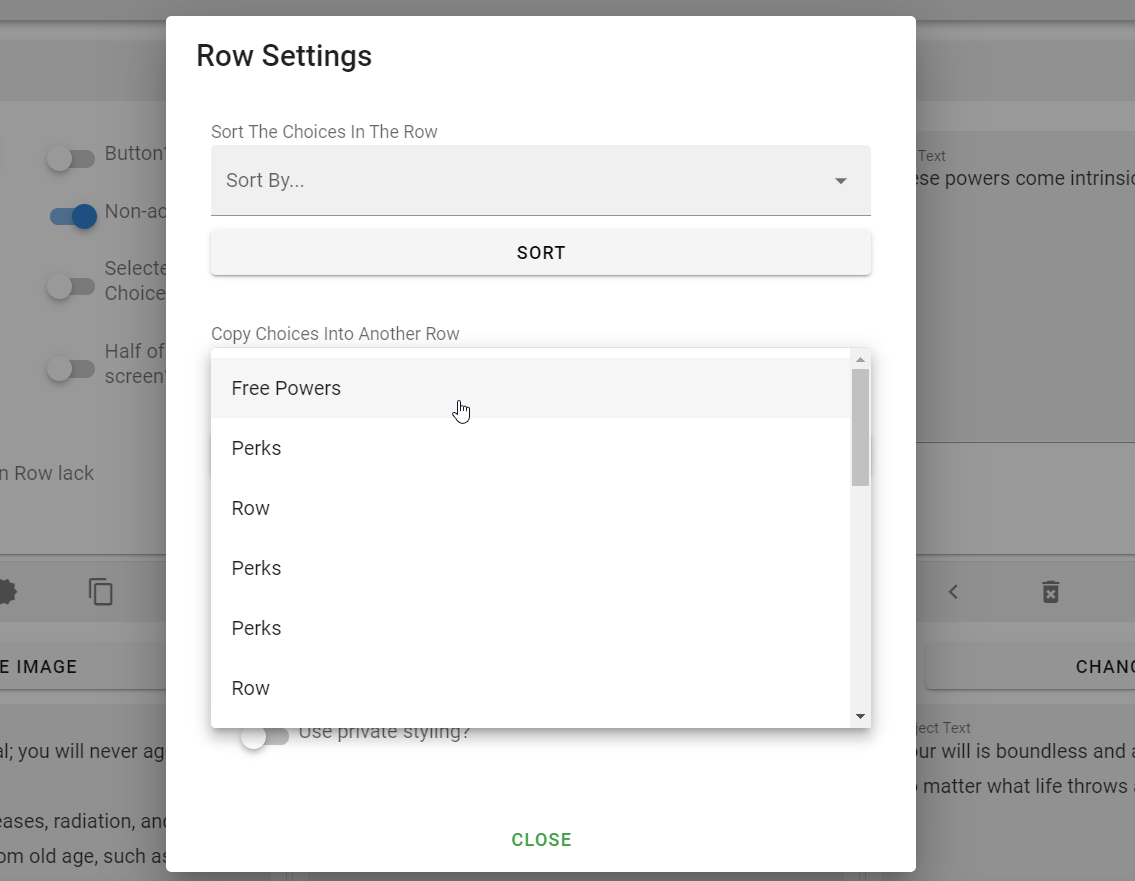 Row Settings
Sort The Choices In The Row
Sort By...
SORT
Copy Choices Into Another Row
Free Powers
Perks
Row
Perks
Perks
Row
Use private styling?
CLOSE
Button?
Non-ac
Selecte
Choice
Half of
screen?
n Row lack
E IMAGE
al; you will never ag
eases, radiation, and
om old age, such as
Text
ese powers come intrinsic
CHANG
ject Text
our will is boundless and a
matter what life throws a